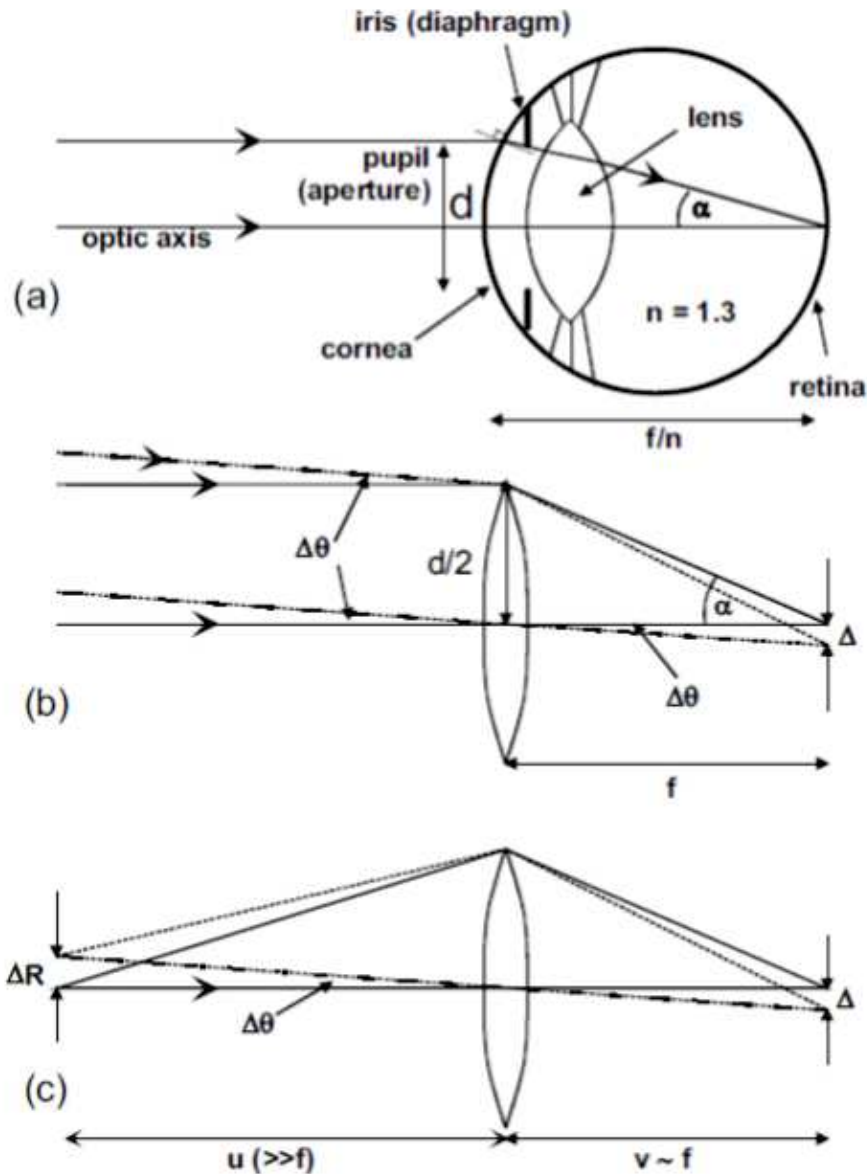 iris (diaphragm)
lens
pupil
(aperture)
d
α
optic axis
(a)
n = 1.3
cornea
retina
f/n
Δθ
d/2
α
Δ
Δθ
(b)
f
ΔR
Δθ
Δ
(c)
u (>>f)
v ~ f